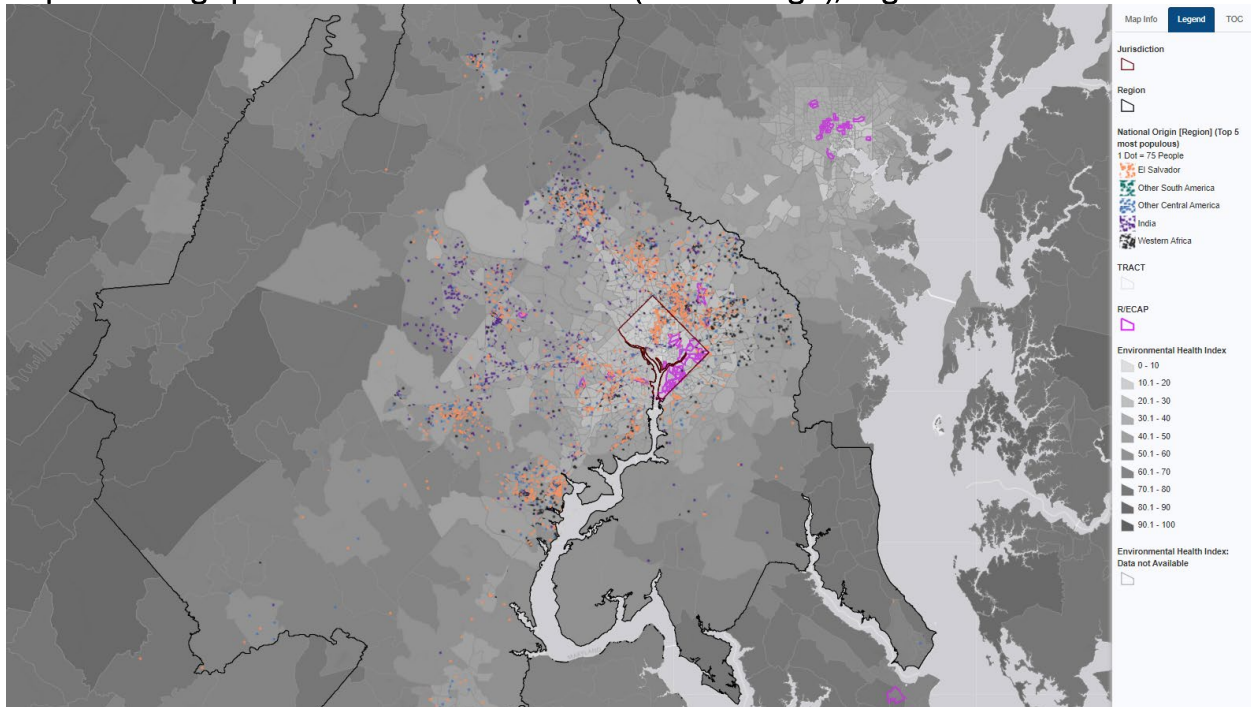 Map Info Legend TOC
Jurisdiction
Region
National Origin [Region] (Top 5
most populous)
1 Dot = 75 People
El Salvador
Other South America
Other Central America
India
Western Africa
TRACT
R/ECAP
Environmental Health Index
0 - 10
10.1 - 20
20.1 - 30
30.1 - 40
40.1 - 50
50.1 - 60
60.1 - 70
70.1 - 80
80.1 - 90
90.1 - 100
Environmental Health Index:
Data not Available